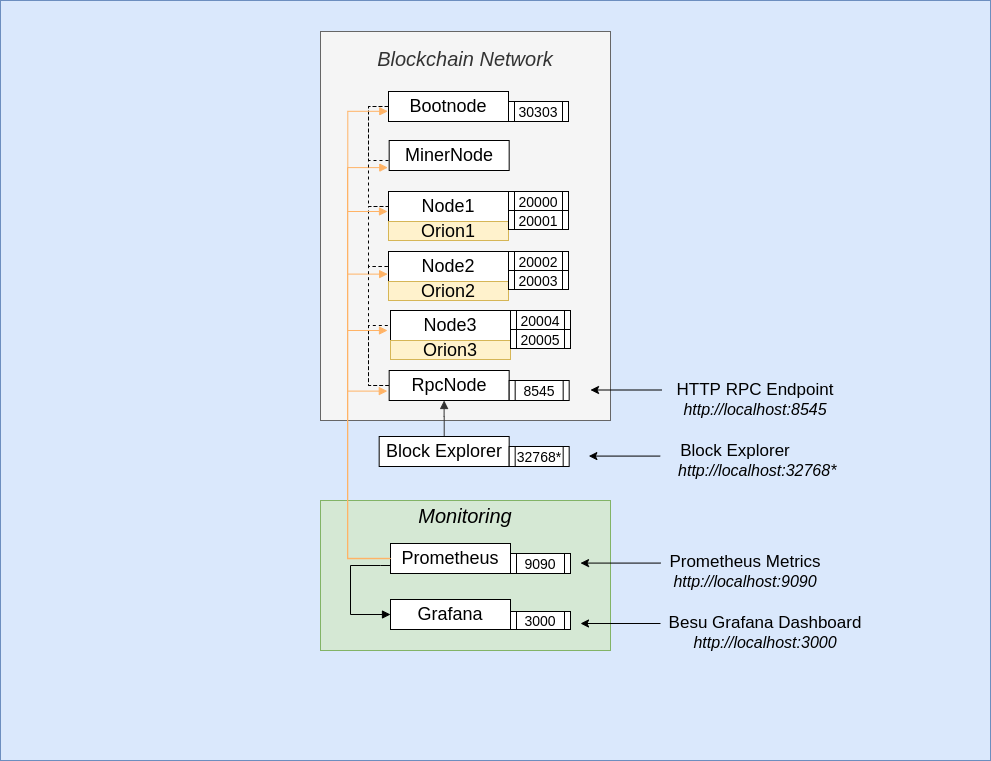 Blockchain Network
Bootnode
30303
MinerNode
Node1
20000
20001
Orion1
Node2
20002
20003
Orion2
Node3
20004
20005
Orion3
RpcNode
8545
HTTP RPC Endpoint
http://localhost:8545
Block Explorer
32768*
Block Explorer
http://localhost:32768*
Monitoring
Prometheus
9090
Prometheus Metrics
http://localhost:9090
Grafana
3000
Besu Grafana Dashboard
http://localhost:3000